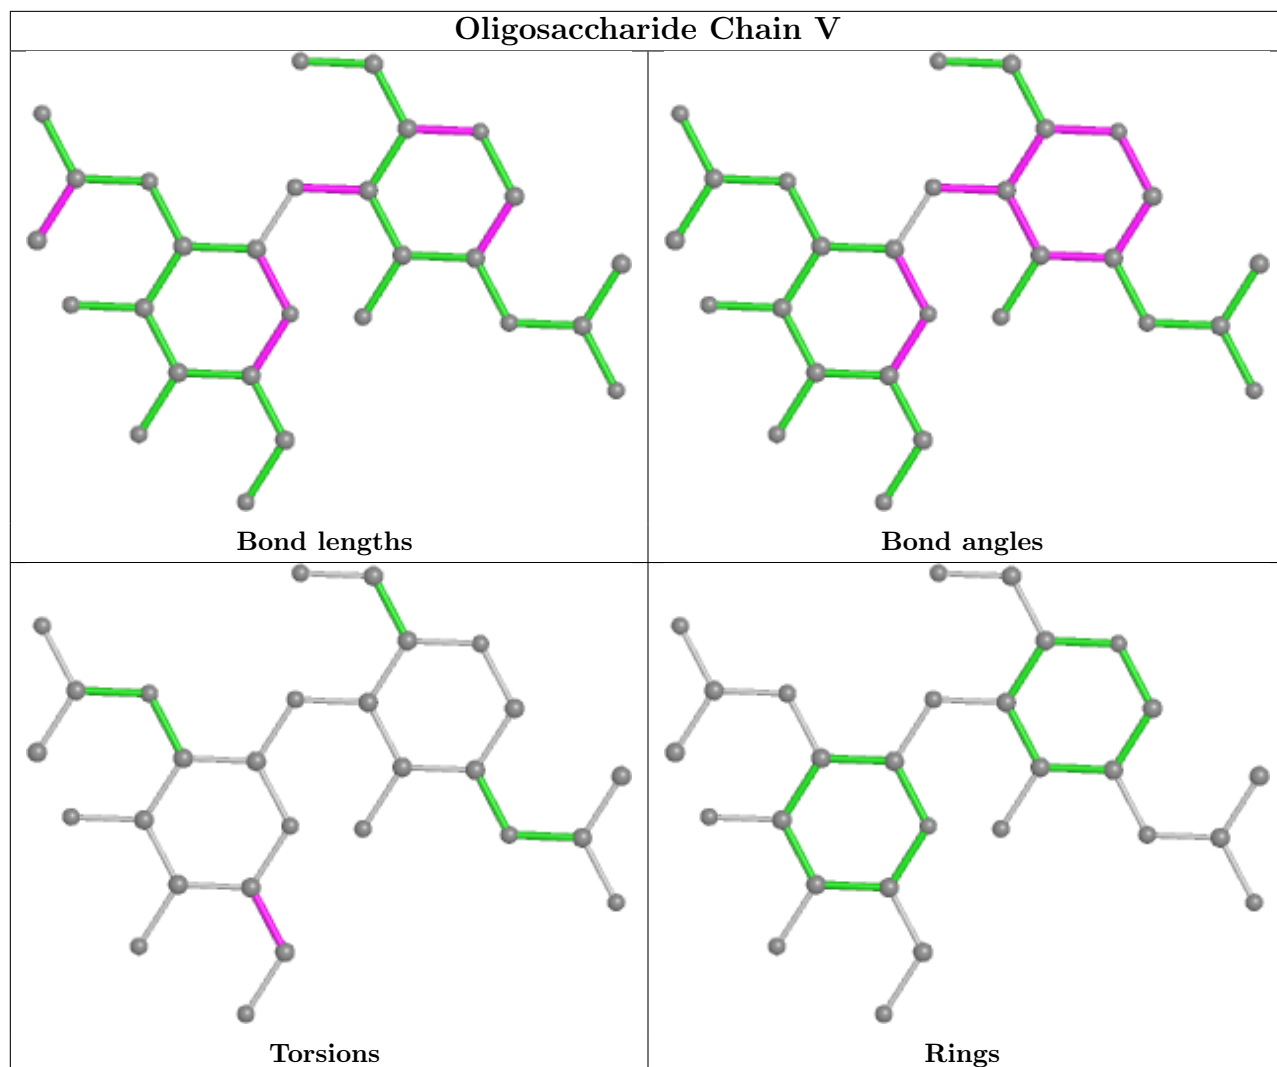 Oligosaccharide Chain V
Bond lengths
Bond angles
Torsions
Rings